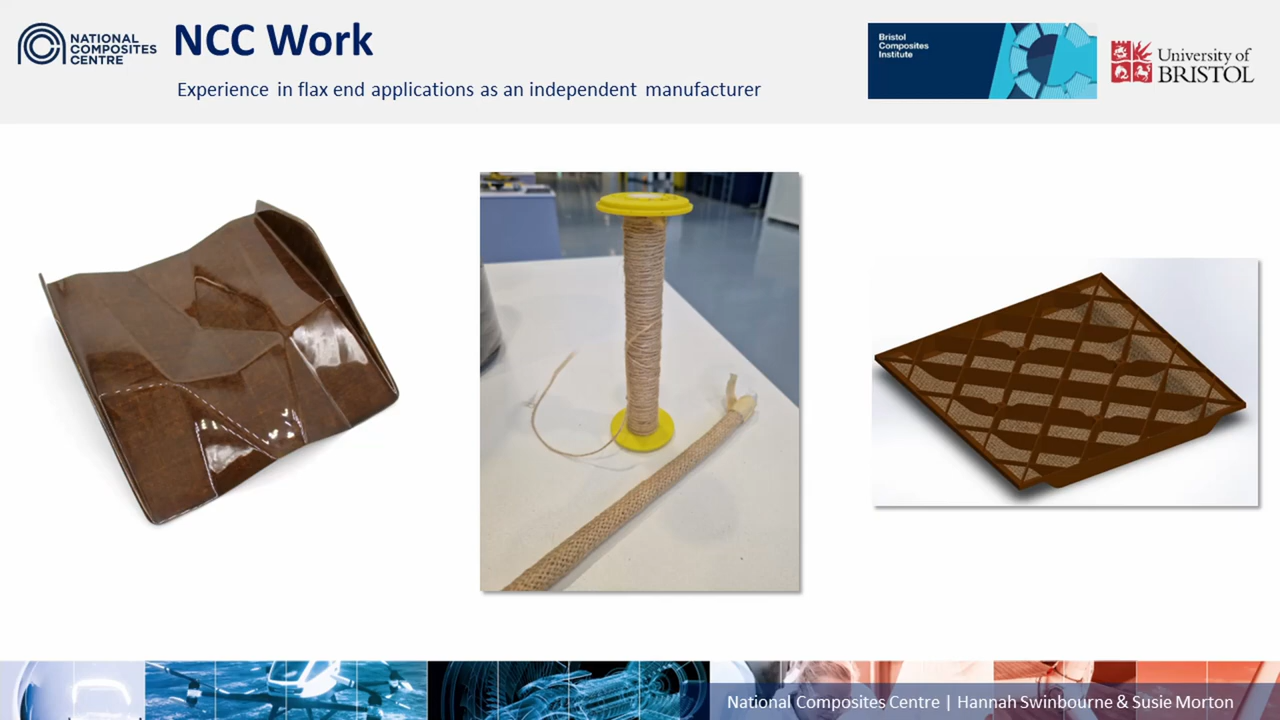 NATIONAL
COMPOSITES
CENTRE
NCC Work
Experience in flax end applications as an independent manufacturer
Bristol
Composites
Institute
University of
BRISTOL
National Composites Centre | Hannah Swinbourne & Susie Morton